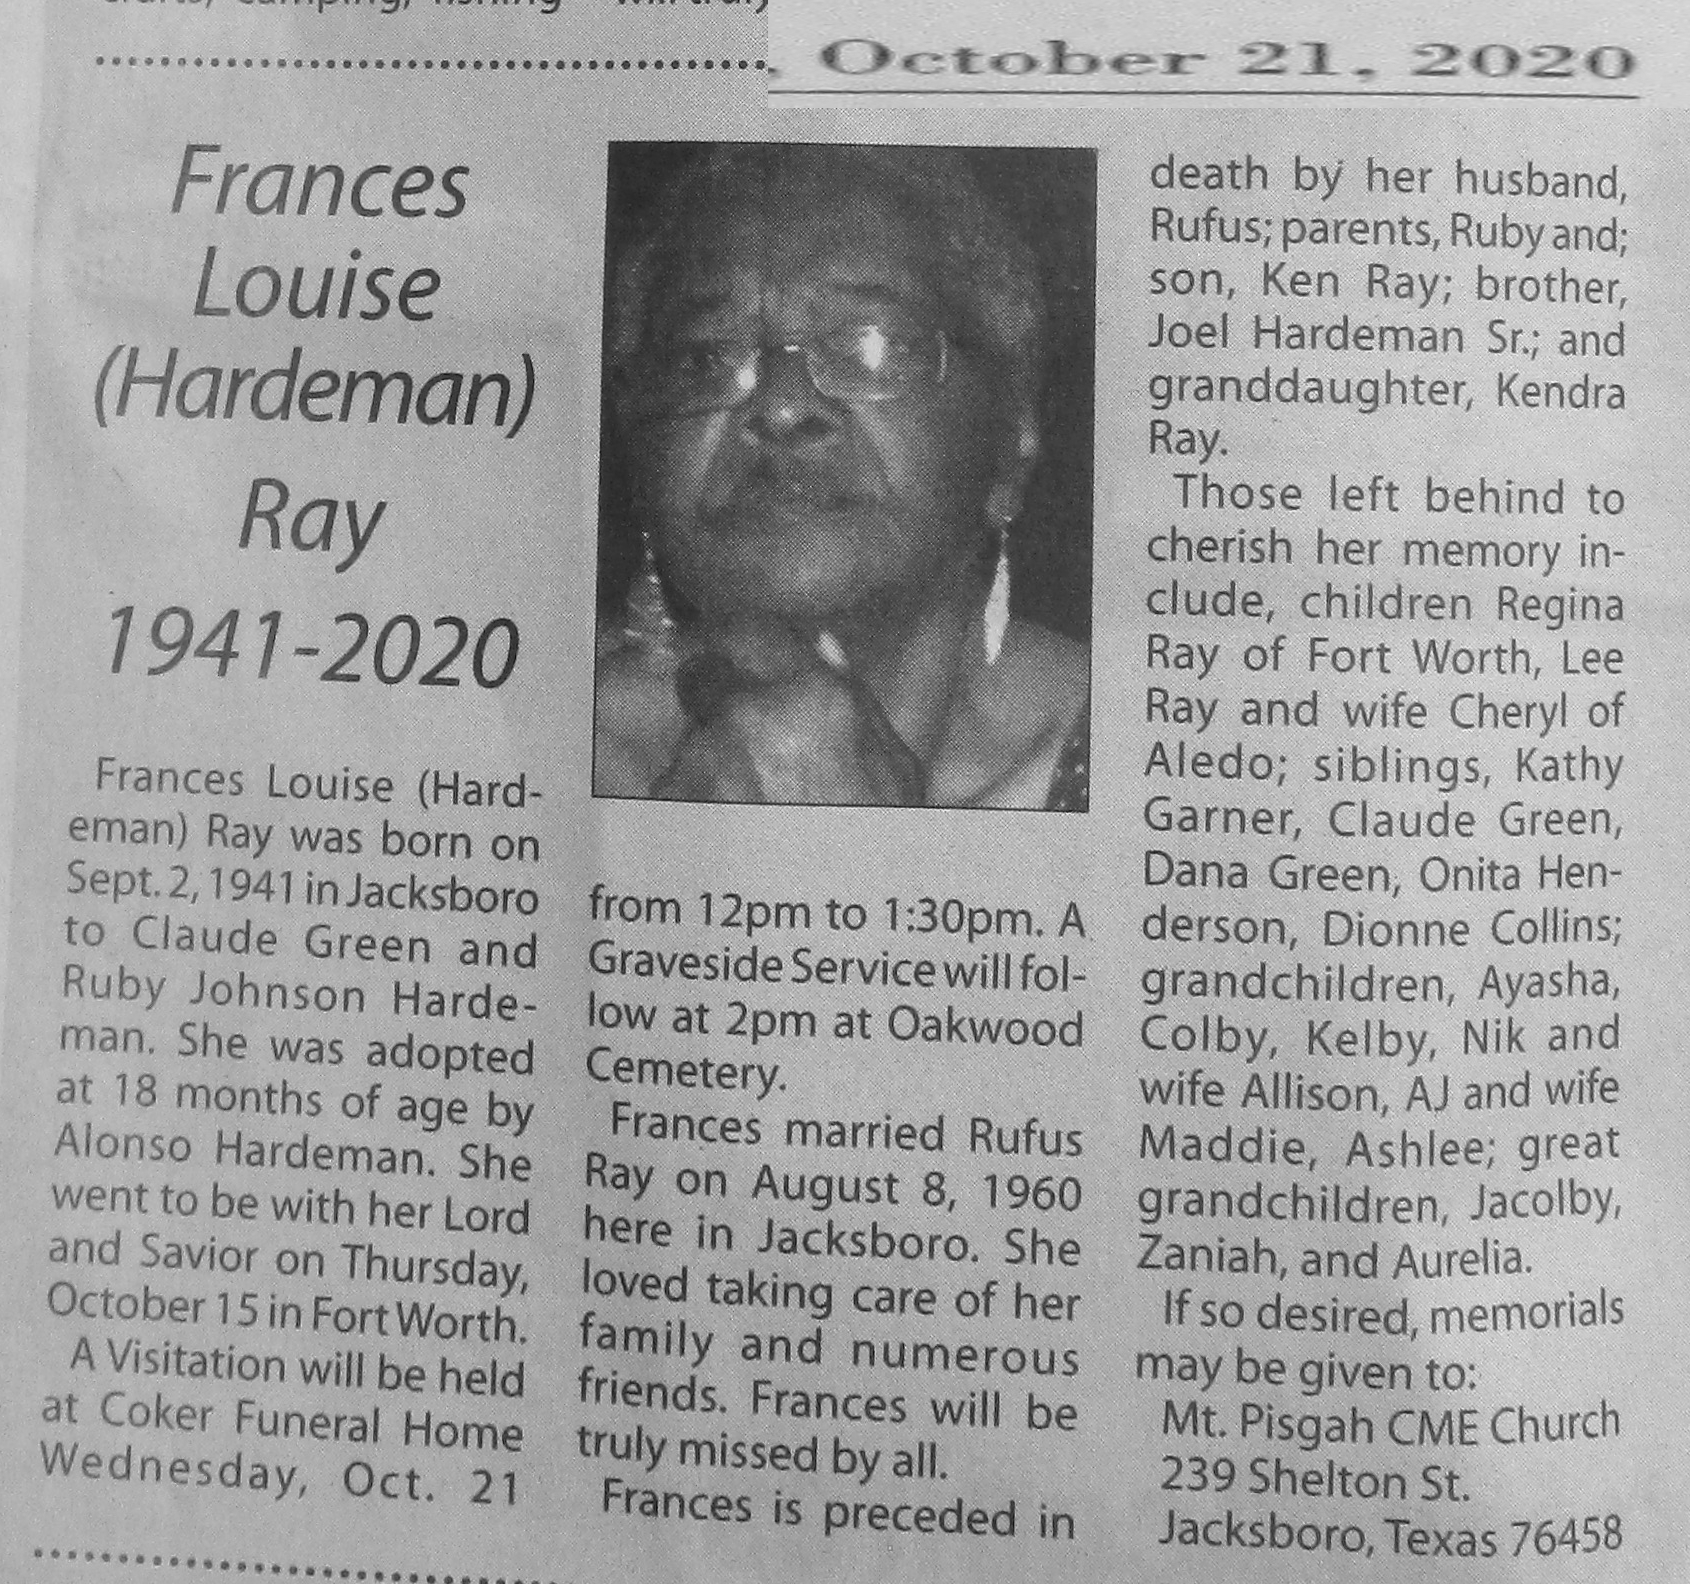 October 21, 2020
Frances
Louise
(Hardeman)
Ray
1941-2020
Frances Louise (Hard-
eman) Ray was born on
Sept. 2, 1941 in Jacksboro
to Claude Green and
Ruby Johnson Harde-
man. She was adopted
at 18 months of age by
Alonso Hardeman. She
went to be with her Lord
and Savior on Thursday,
October 15 in Fort Worth.
A Visitation will be held
at Coker Funeral Home
Wednesday, Oct. 21
from 12pm to 1:30pm. A
Graveside Service will fol-
low at 2pm at Oakwood
Cemetery.
Frances married Rufus
Ray on August 8, 1960
here in Jacksboro. She
loved taking care of her
family and numerous
friends. Frances will be
truly missed by all.
Frances is preceded in
death by her husband,
Rufus; parents, Ruby and;
son, Ken Ray; brother,
Joel Hardeman Sr.; and
granddaughter, Kendra
Ray.
Those left behind to
cherish her memory in-
clude, children Regina
Ray of Fort Worth, Lee
Ray and wife Cheryl of
Aledo; siblings, Kathy
Garner, Claude Green,
Dana Green, Onita Hen-
derson, Dionne Collins;
grandchildren, Ayasha,
Colby, Kelby, Nik and
wife Allison, AJ and wife
Maddie, Ashlee; great
grandchildren, Jacolby,
Zaniah, and Aurelia.
If so desired, memorials
may be given to:
Mt. Pisgah CME Church
239 Shelton St.
Jacksboro, Texas 76458